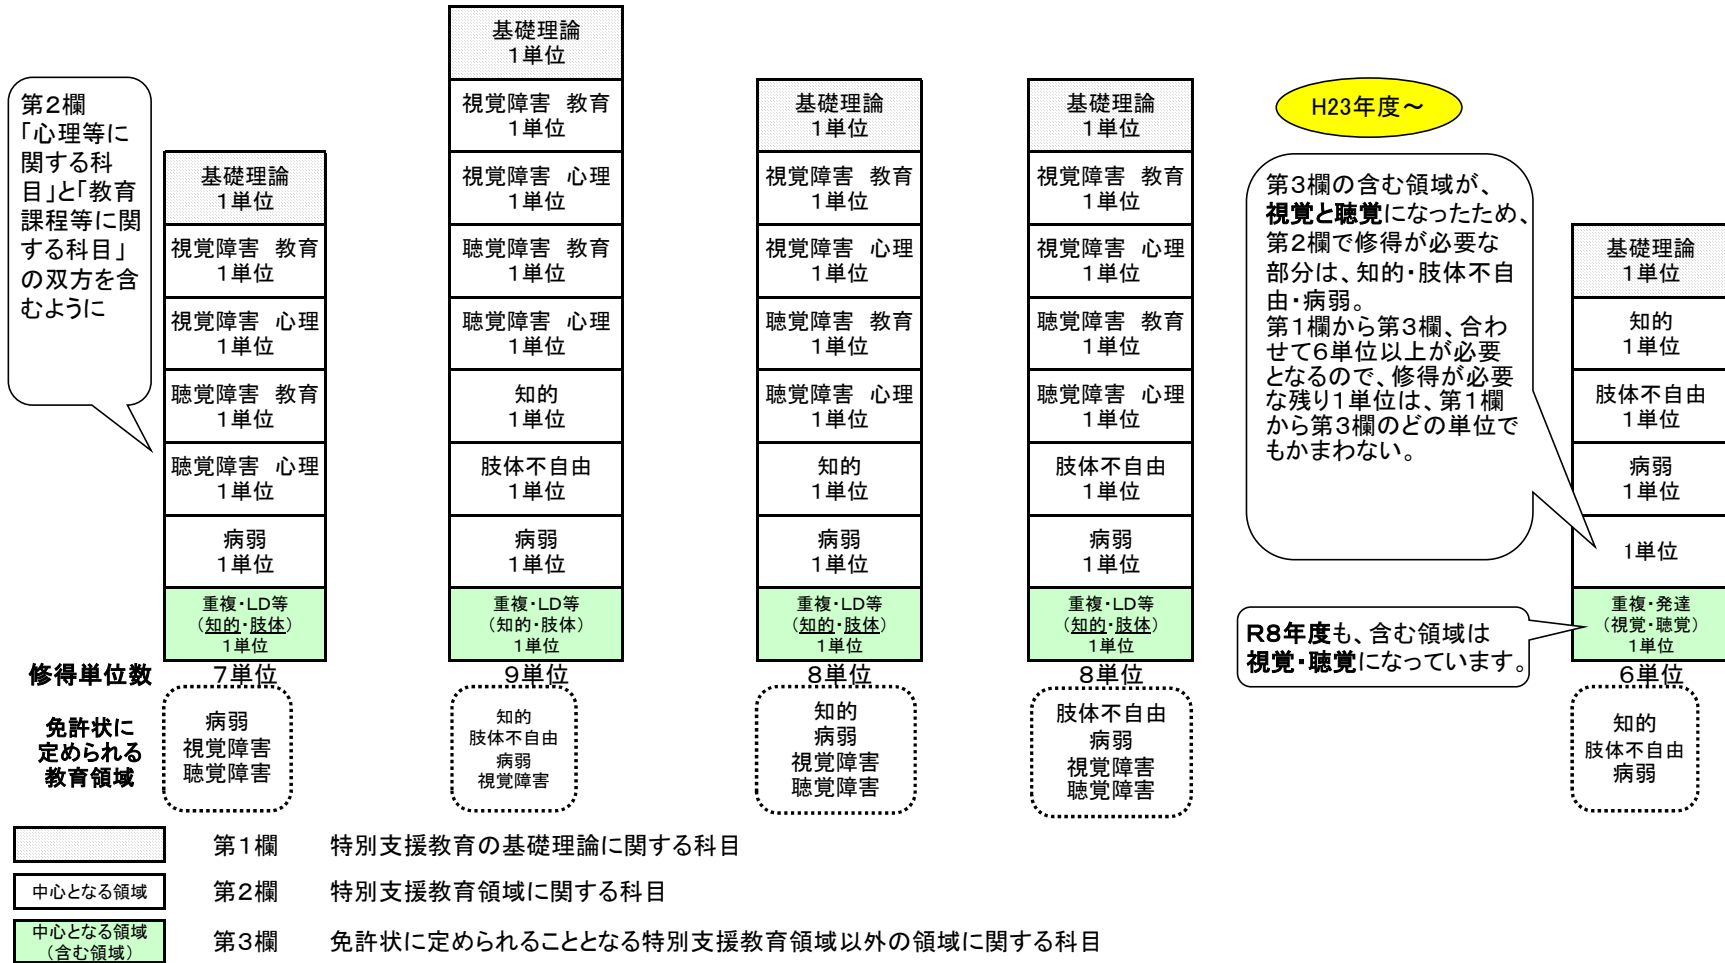 第2欄
「心理等に
関する科
目」と「教育
課程等に関
する科目」
の双方を含
むように
基礎理論
1単位
視覚障害 教育
1単位
視覚障害 心理
1単位
聴覚障害 教育
1単位
聴覚障害 心理
1単位
病弱
1単位
重複・LD等
(知的・肢体)
1単位
基礎理論
1単位
視覚障害 教育
1単位
視覚障害 心理
1単位
聴覚障害 教育
1単位
聴覚障害 心理
1単位
知的
1単位
肢体不自由
1単位
病弱
1単位
重複・LD等
(知的・肢体)
1単位
基礎理論
1単位
視覚障害 教育
1単位
視覚障害 心理
1単位
聴覚障害 教育
1単位
聴覚障害 心理
1単位
知的
1単位
病弱
1単位
重複・LD等
(知的・肢体)
1単位
基礎理論
1単位
視覚障害 教育
1単位
視覚障害 心理
1単位
聴覚障害 教育
1単位
聴覚障害 心理
1単位
肢体不自由
1単位
病弱
1単位
重複・LD等
(知的・肢体)
1単位
H23年度～
第3欄の含む領域が、
視覚と聴覚になったため、
第2欄で修得が必要な
部分は、知的・肢体不自
由・病弱。
第1欄から第3欄、合わ
せて6単位以上が必要
となるので、修得が必要
な残り1単位は、第1欄
から第3欄のどの単位で
もかまわない。
R8年度も、含む領域は
視覚・聴覚になっています。
基礎理論
1単位
知的
1単位
肢体不自由
1単位
病弱
1単位
1単位
重複・発達
(視覚・聴覚)
1単位
修得単位数 7単位 9単位 8単位 8単位 6単位
免許状に
定められる
教育領域
病弱
視覚障害
聴覚障害
知的
肢体不自由
病弱
視覚障害
知的
病弱
視覚障害
聴覚障害
肢体不自由
病弱
視覚障害
聴覚障害
知的
肢体不自由
病弱
第1欄 特別支援教育の基礎理論に関する科目
中心となる領域 第2欄 特別支援教育領域に関する科目
中心となる領域
(含む領域)
第3欄 免許状に定められることとなる特別支援教育領域以外の領域に関する科目